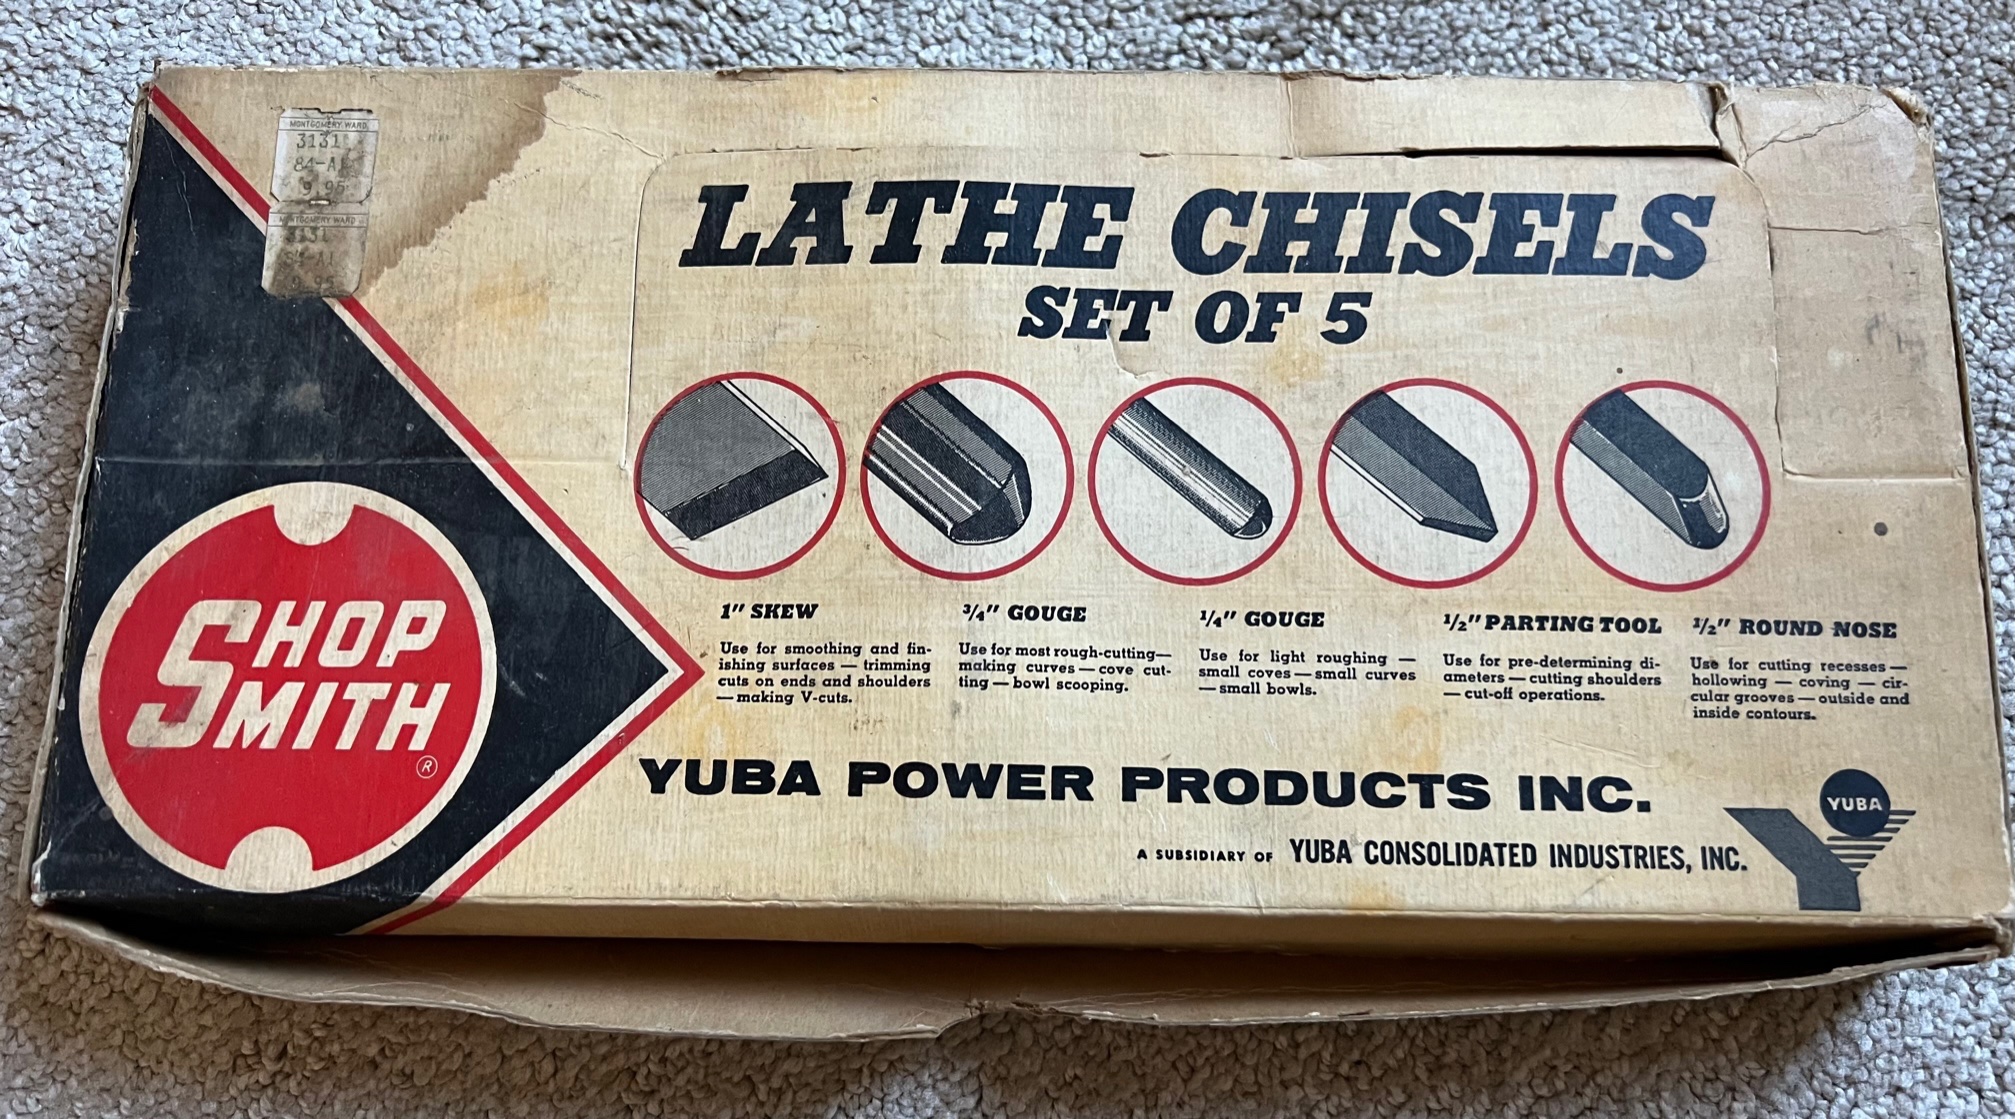 MONTGOMERY WARD
3131
84-A
9.95
MONTGOMERY WARD
3131
LATHE CHISELS
SET OF 5
SHOP
SMITH
®
1" SKEW
Use for smoothing and fin-
ishing surfaces — trimming
cuts on ends and shoulders
— making V-cuts.
3/4" GOUGE
Use for most rough-cutting—
making curves — cove cut-
ting — bowl scooping.
1/4" GOUGE
Use for light roughing —
small coves — small curves
— small bowls.
1/2" PARTING TOOL
Use for pre-determining di-
ameters — cutting shoulders
— cut-off operations.
1/2" ROUND NOSE
Use for cutting recesses —
hollowing — coving — cir-
cular grooves — outside and
inside contours.
YUBA POWER PRODUCTS INC.
A SUBSIDIARY OF YUBA CONSOLIDATED INDUSTRIES, INC.
YUBA